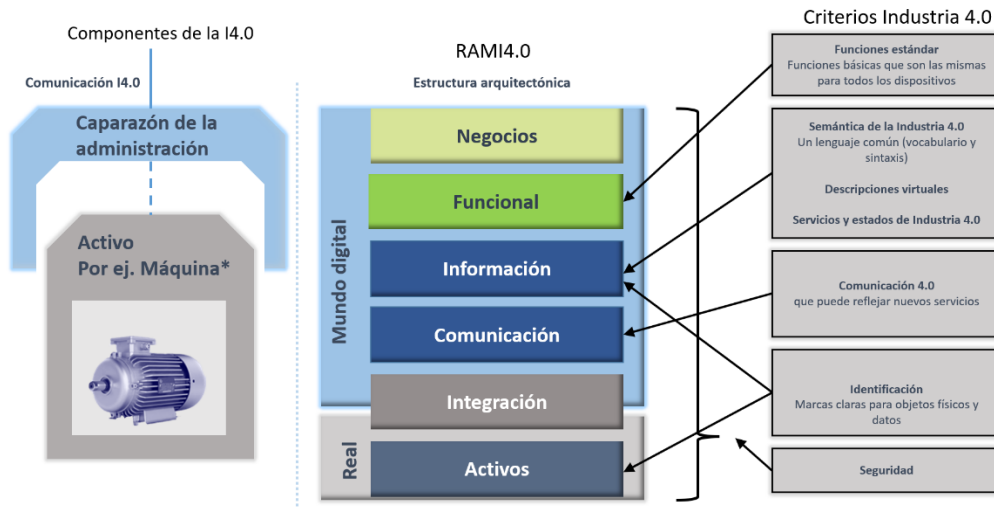 Componentes de la I4.0
Comunicación I4.0
Caparazón de la
administración
Activo
Por ej. Máquina*
RAMI4.0
Estructura arquitectónica
Mundo digital
Real
Negocios
Funcional
Información
Comunicación
Integración
Activos
Criterios Industria 4.0
Funciones estándar
Funciones básicas que son las mismas
para todos los dispositivos
Semántica de la Industria 4.0
Un lenguaje común (vocabulario y
sintaxis)
Descripciones virtuales
Servicios y estados de Industria 4.0
Comunicación 4.0
que puede reflejar nuevos servicios
Identificación
Marcas claras para objetos físicos y
datos
Seguridad